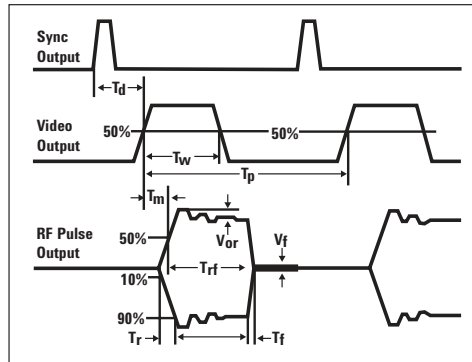 Sync
Output
Td
Video
Output
50%
50%
Tw
Tp
Tm
RF Pulse
Output
50%
Vor
Vf
Trf
10%
90%
Tr
Tf